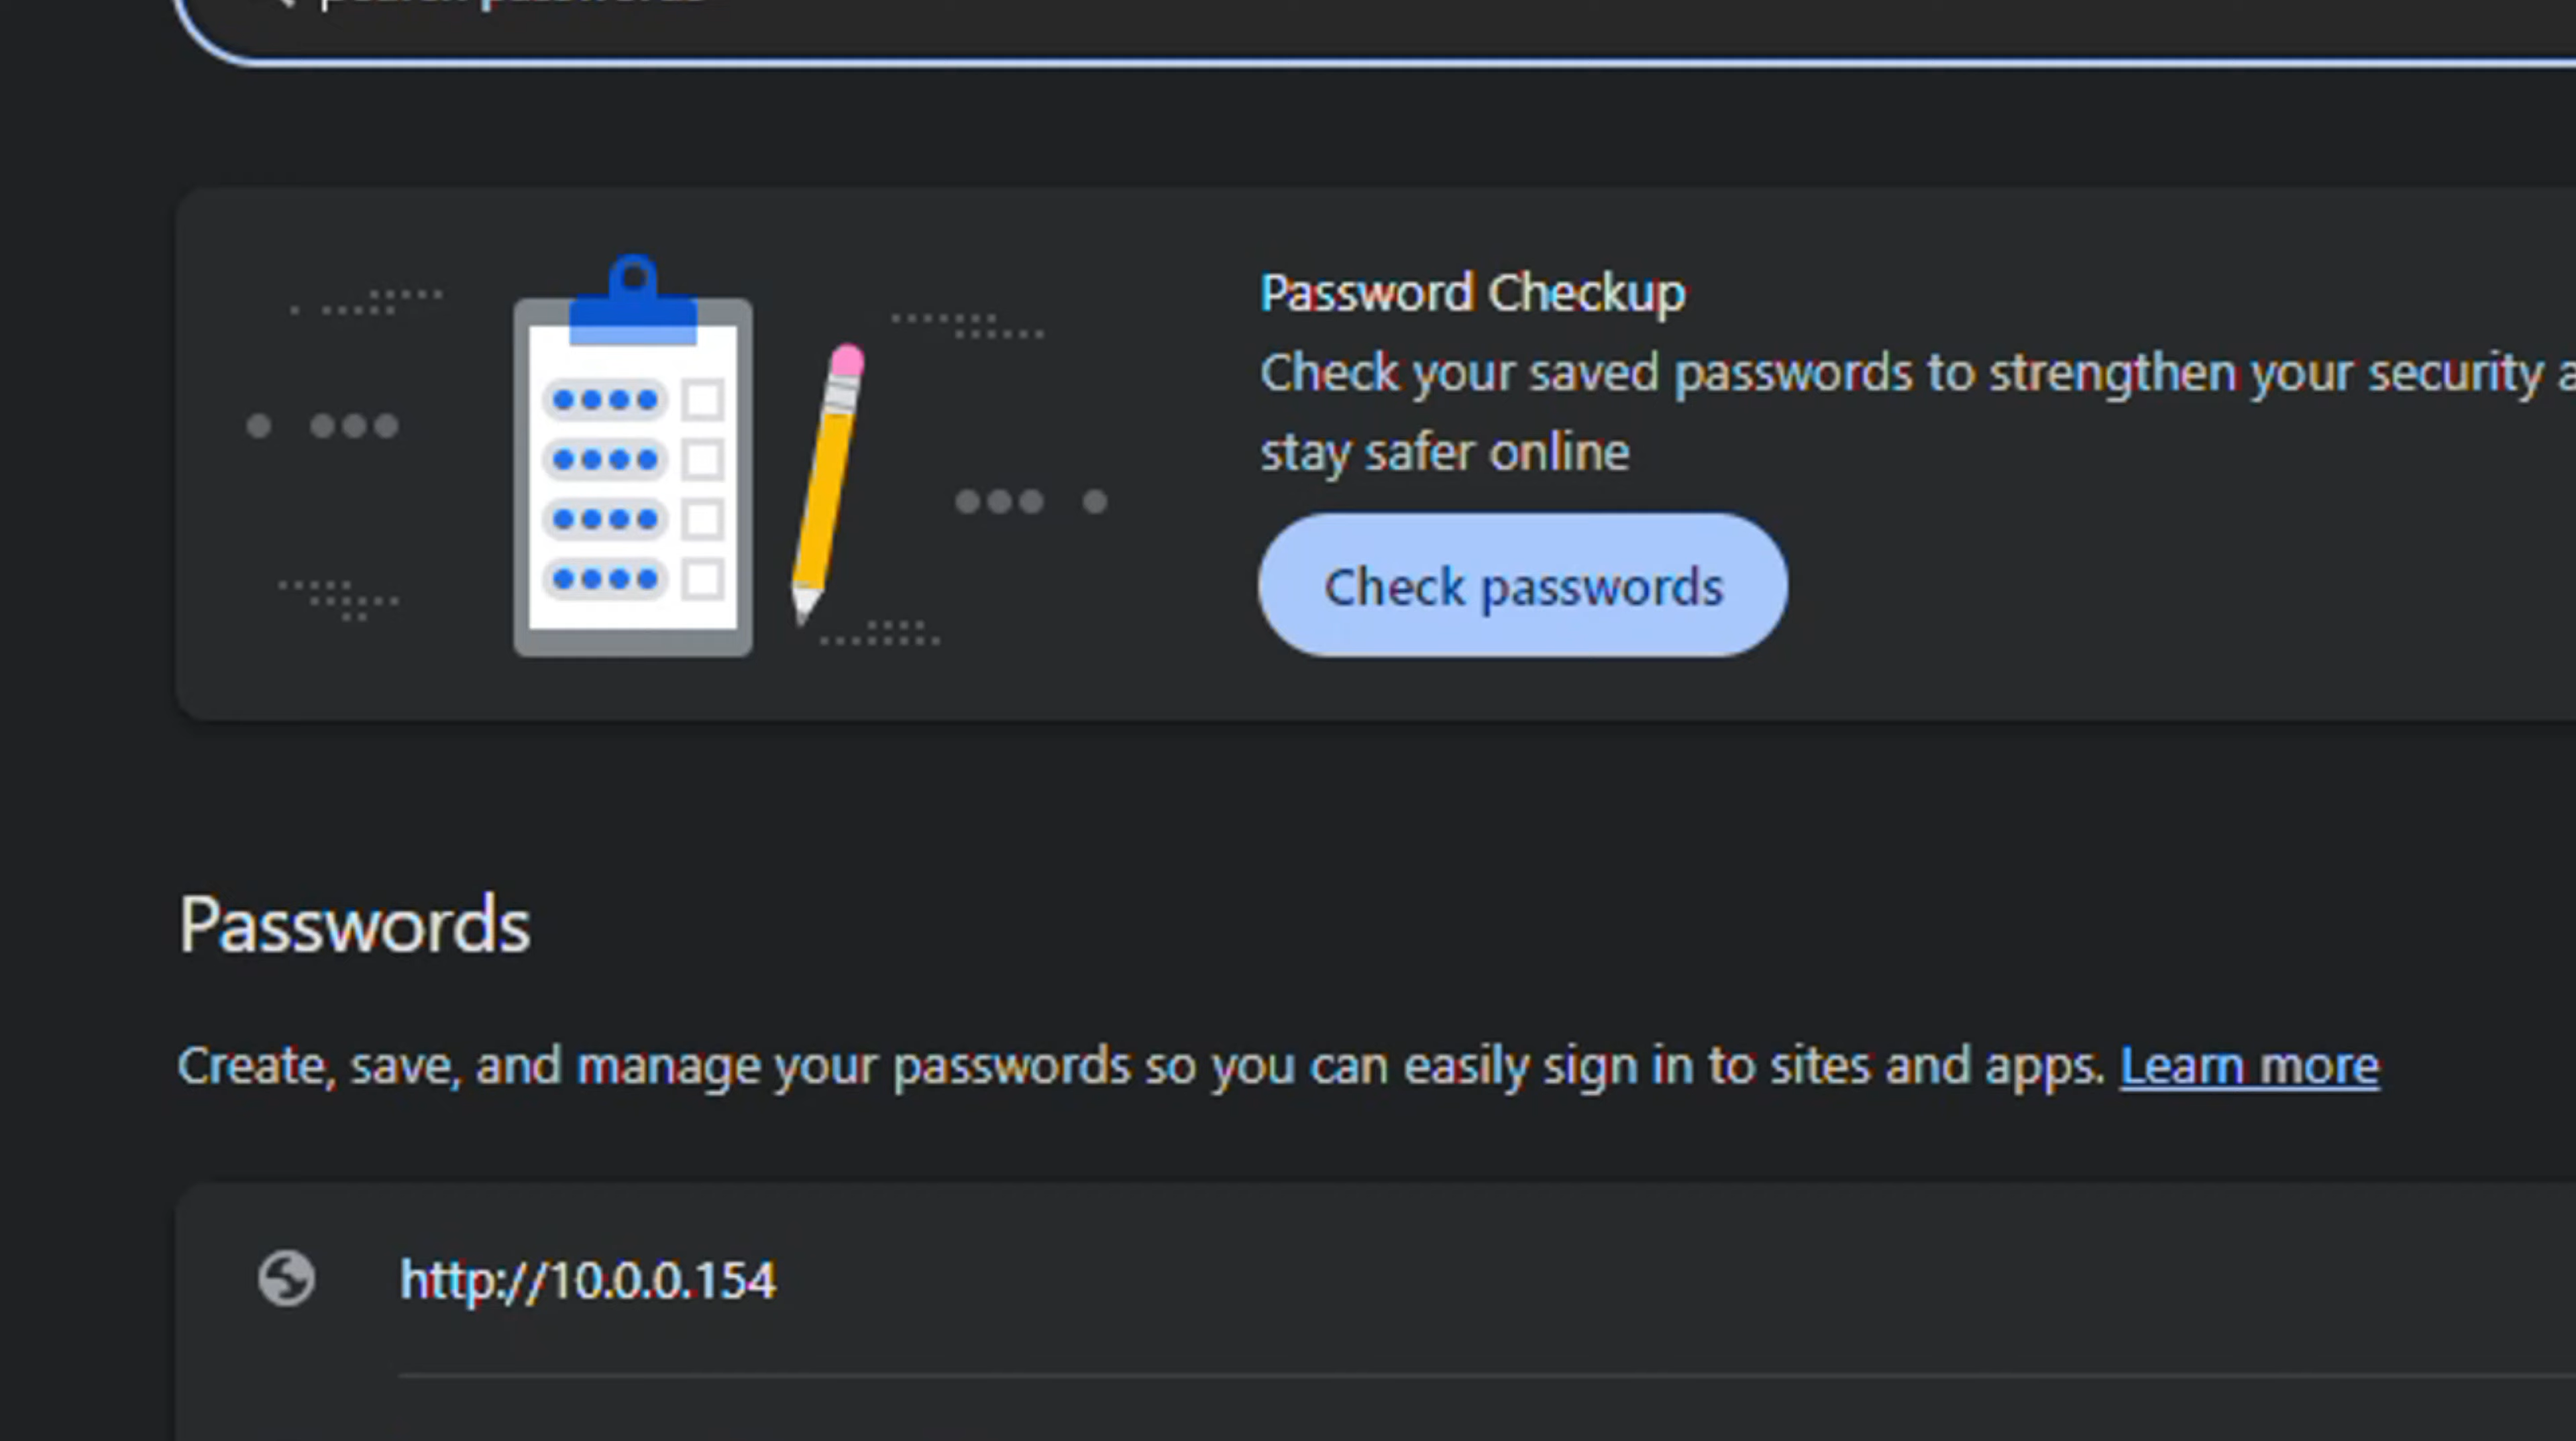 Password Checkup
Check your saved passwords to strengthen your security
stay safer online
Check passwords
Passwords
Create, save, and manage your passwords so you can easily sign in to sites and apps. Learn more
http://10.0.0.154